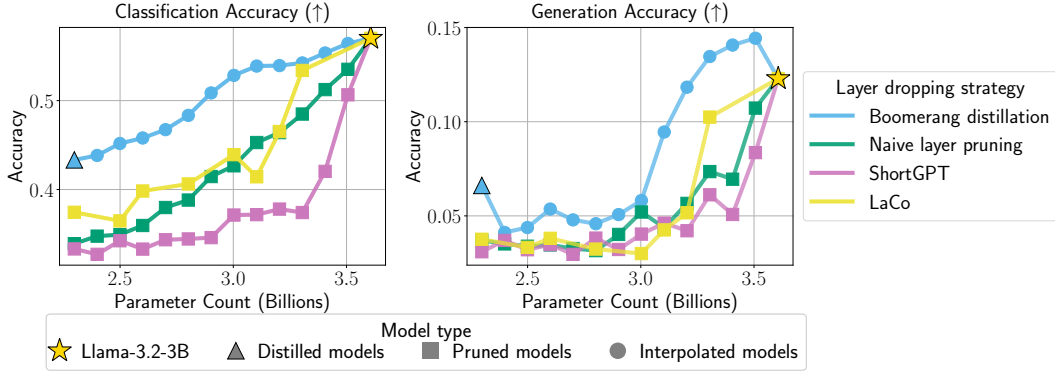 Classification Accuracy (↑)
Generation Accuracy (↑)
Accuracy
0.5
0.4
2.5
3.0
3.5
Parameter Count (Billions)
Accuracy
0.15
0.10
0.05
2.5
3.0
3.5
Parameter Count (Billions)
Layer dropping strategy
Boomerang distillation
Naive layer pruning
ShortGPT
LaCo
Model type
Llama-3.2-3B
Distilled models
Pruned models
Interpolated models